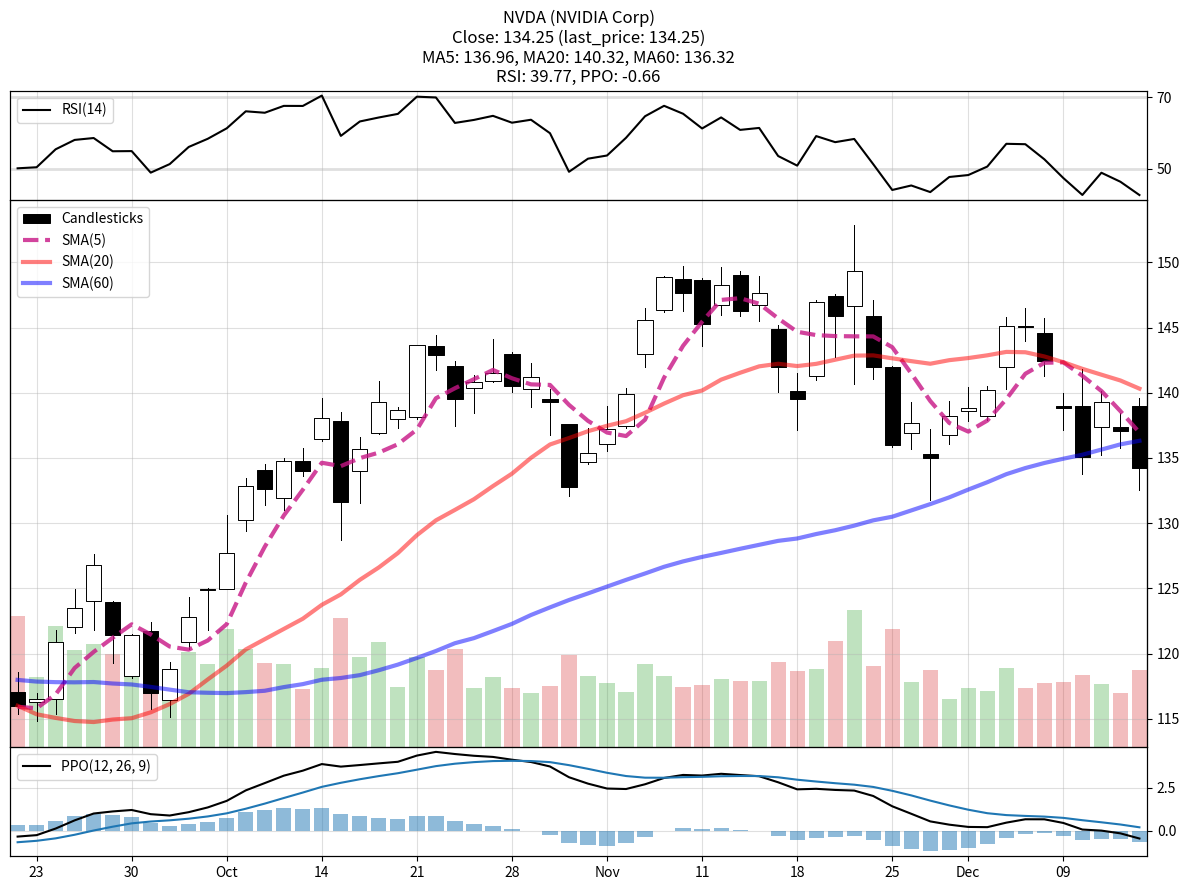 NVDA (NVIDIA Corp)
Close: 134.25 (last_price: 134.25)
MA5: 136.96, MA20: 140.32, MA60: 136.32
RSI: 39.77, PPO: -0.66
RSI(14)
70
50
Candlesticks
SMA(5)
SMA(20)
SMA(60)
150
145
140
135
130
125
120
115
PPO(12, 26, 9)
2.5
0.0
23 30 Oct 14 21 28 Nov 11 18 25 Dec 09